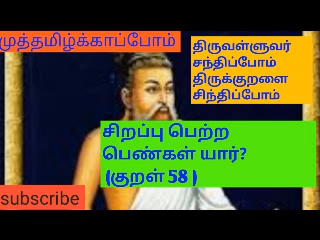 முத்தமிழ்க்காப்போம்
திருவள்ளுவர்
சந்திப்போம்
திருக்குறளை
சிந்திப்போம்
சிறப்பு பெற்ற
பெண்கள் யார்?
(குறள் 58 )
subscribe